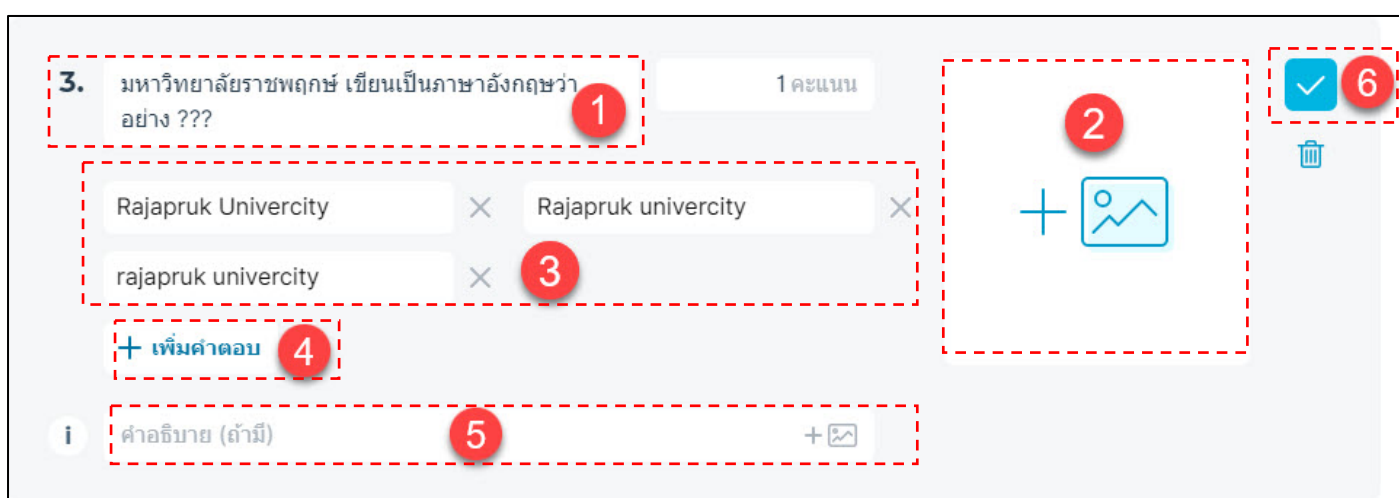 3.
มหาวิทยาลัยราชพฤกษ์ เขียนเป็นภาษาอังกฤษว่า
อย่าง ???
1
1 คะแนน
2
6
Rajapruk Univercity
Rajapruk univercity
rajapruk univercity
3
เพิ่มคำตอบ
4
i
คำอธิบาย (ถ้ามี)
5